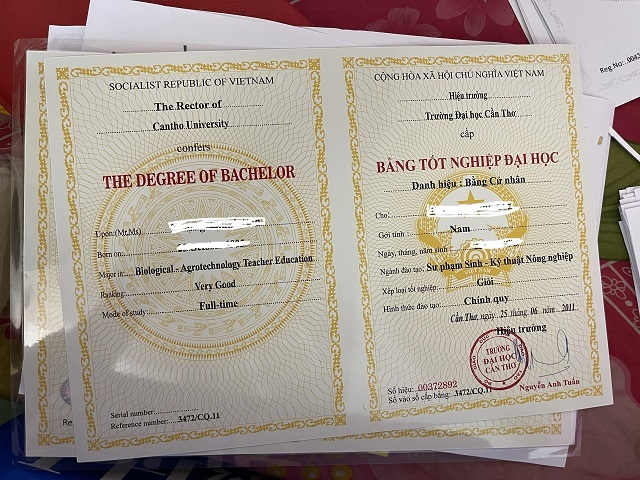 SOCIALIST REPUBLIC OF VIETNAM
The Rector of
Cantho University
confers
THE DEGREE OF BACHELOR
Upon: (Mr,Ms)
Born on:
Major in: Biological - Agrotechnology Teacher Education
Ranking: Very Good
Mode of study: Full-time
Serial number:
Reference number: 3472/CQ.11
CỘNG HÒA XÃ HỘI CHỦ NGHĨA VIỆT NAM
Hiệu trưởng
Trường Đại học Cần Thơ
cấp
BẰNG TỐT NGHIỆP ĐẠI HỌC
Danh hiệu : Bằng Cử nhân
Cho:
Giới tính : Nam
Ngày, tháng, năm sinh
Ngành đào tạo: Sư phạm Sinh - Kỹ thuật Nông nghiệp
Xếp loại tốt nghiệp: Giỏi
Hình thức đào tạo: Chính quy
Cần Thơ, ngày 25 tháng 06 năm 2011
Hiệu trưởng
TRƯỜNG
ĐẠI HỌC
CẦN THƠ
Số hiệu: 00372892
Số vào sổ cấp bằng: 3472/CQ.11
Nguyễn Anh Tuấn
Reg.No: